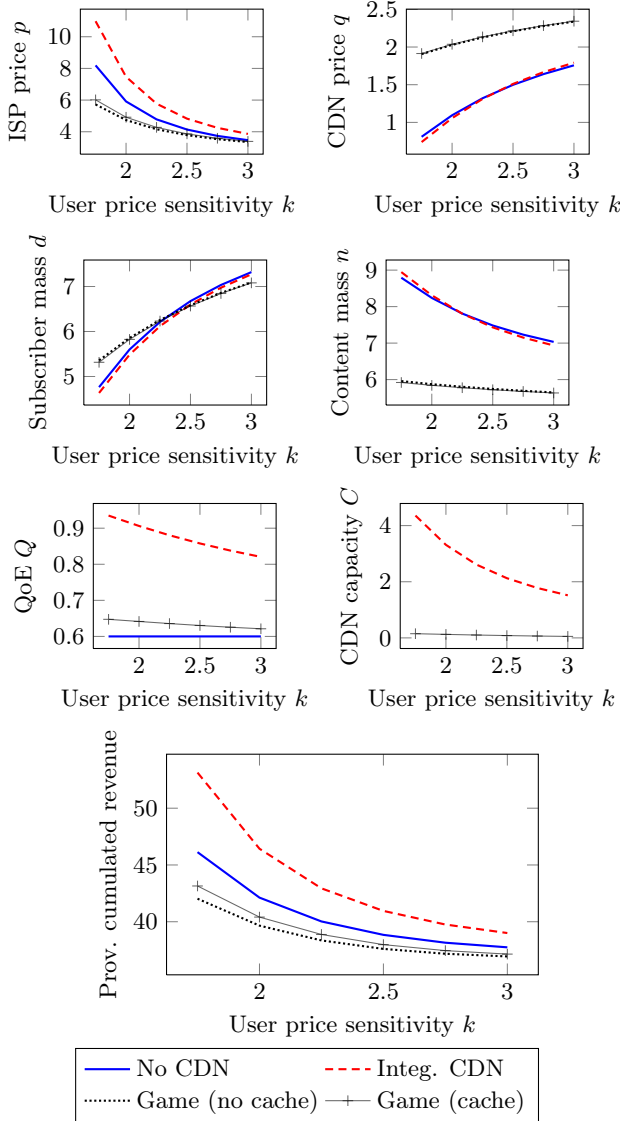 ISP price p
10
8
6
4
2
2.5
3
User price sensitivity k
CDN price q
2.5
2
1.5
1
2
2.5
3
User price sensitivity k
Subscriber mass d
7
6
5
2
2.5
3
User price sensitivity k
Content mass n
9
8
7
6
2
2.5
3
User price sensitivity k
QoE Q
0.9
0.8
0.7
0.6
2
2.5
3
User price sensitivity k
CDN capacity C
4
2
0
2
2.5
3
User price sensitivity k
Prov. cumulated revenue
50
45
40
2
2.5
3
User price sensitivity k
No CDN
Integ. CDN
Game (no cache)
Game (cache)